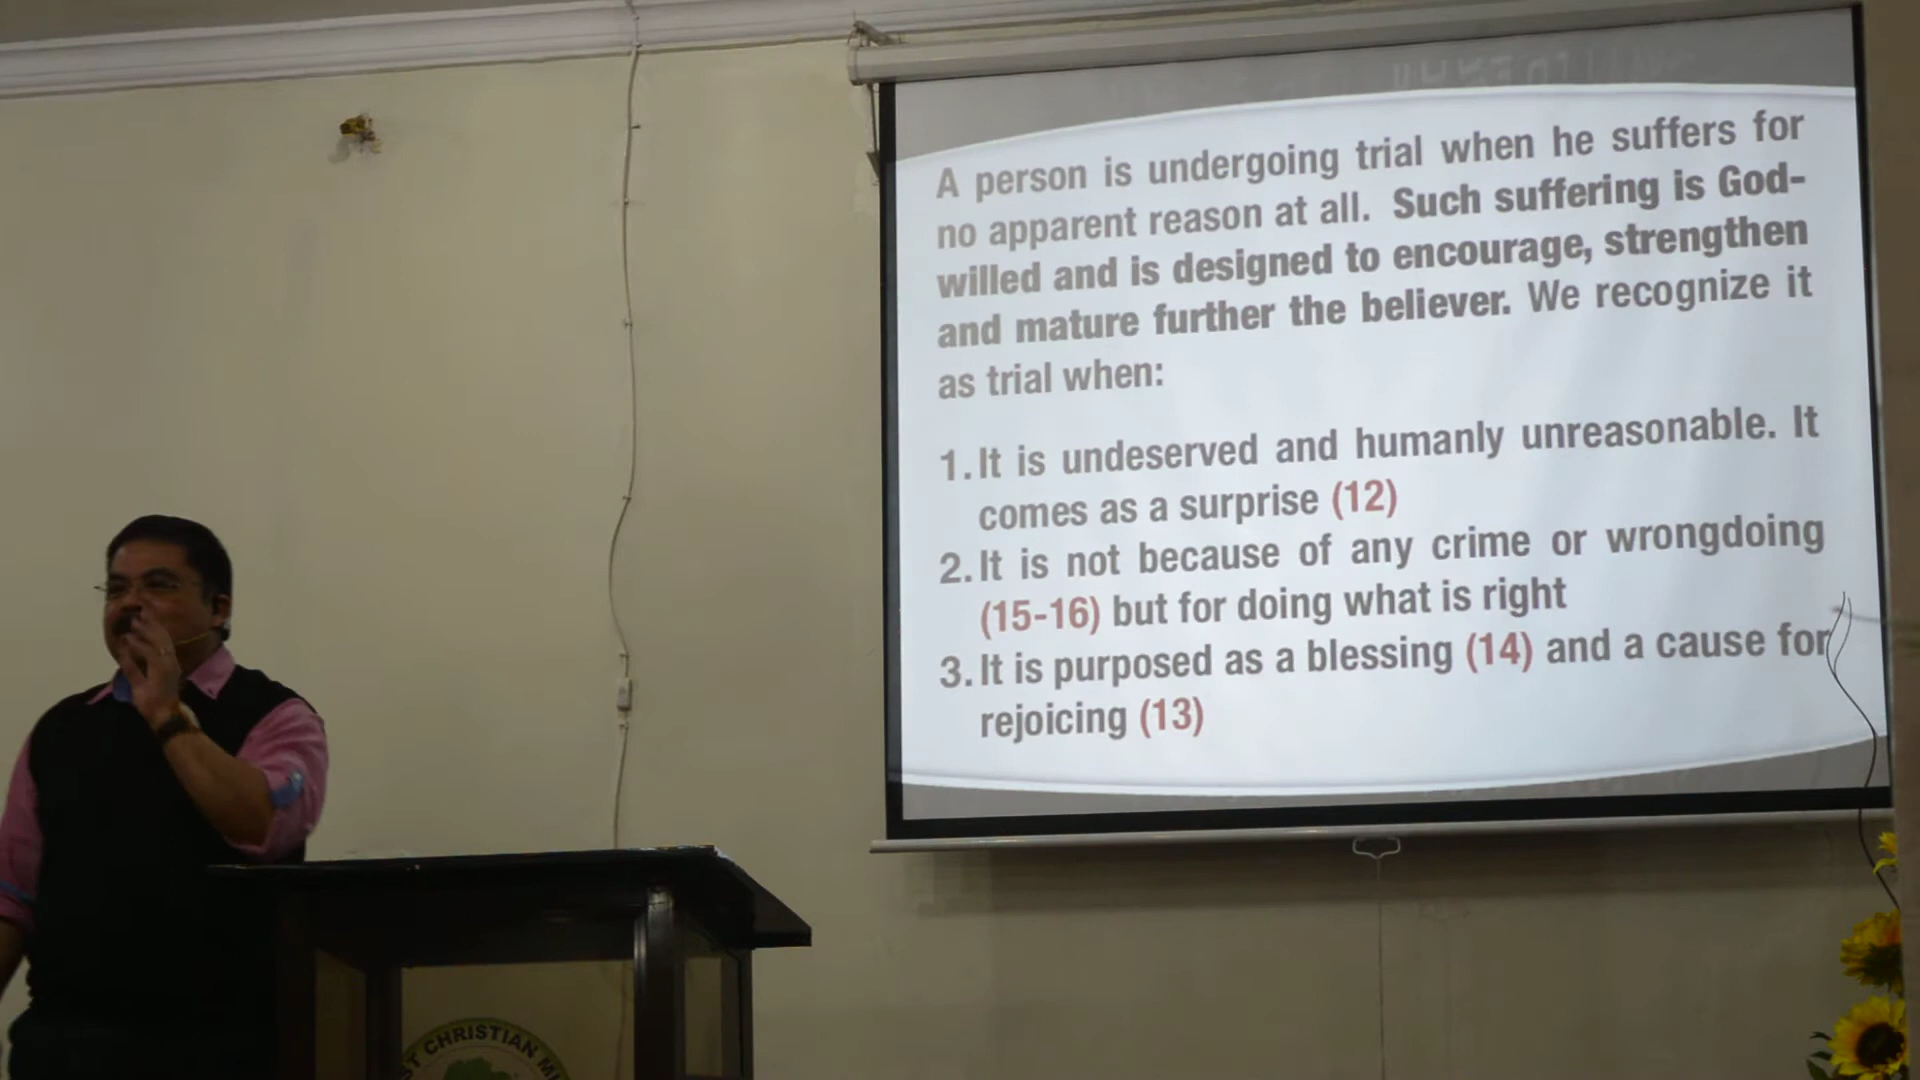 A person is undergoing trial when he suffers for
no apparent reason at all. Such suffering is God-
willed and is designed to encourage, strengthen
and mature further the believer. We recognize it
as trial when:
1. It is undeserved and humanly unreasonable. It
comes as a surprise (12)
2. It is not because of any crime or wrongdoing
(15-16) but for doing what is right
3. It is purposed as a blessing (14) and a cause for
rejoicing (13)
CHRISTIAN